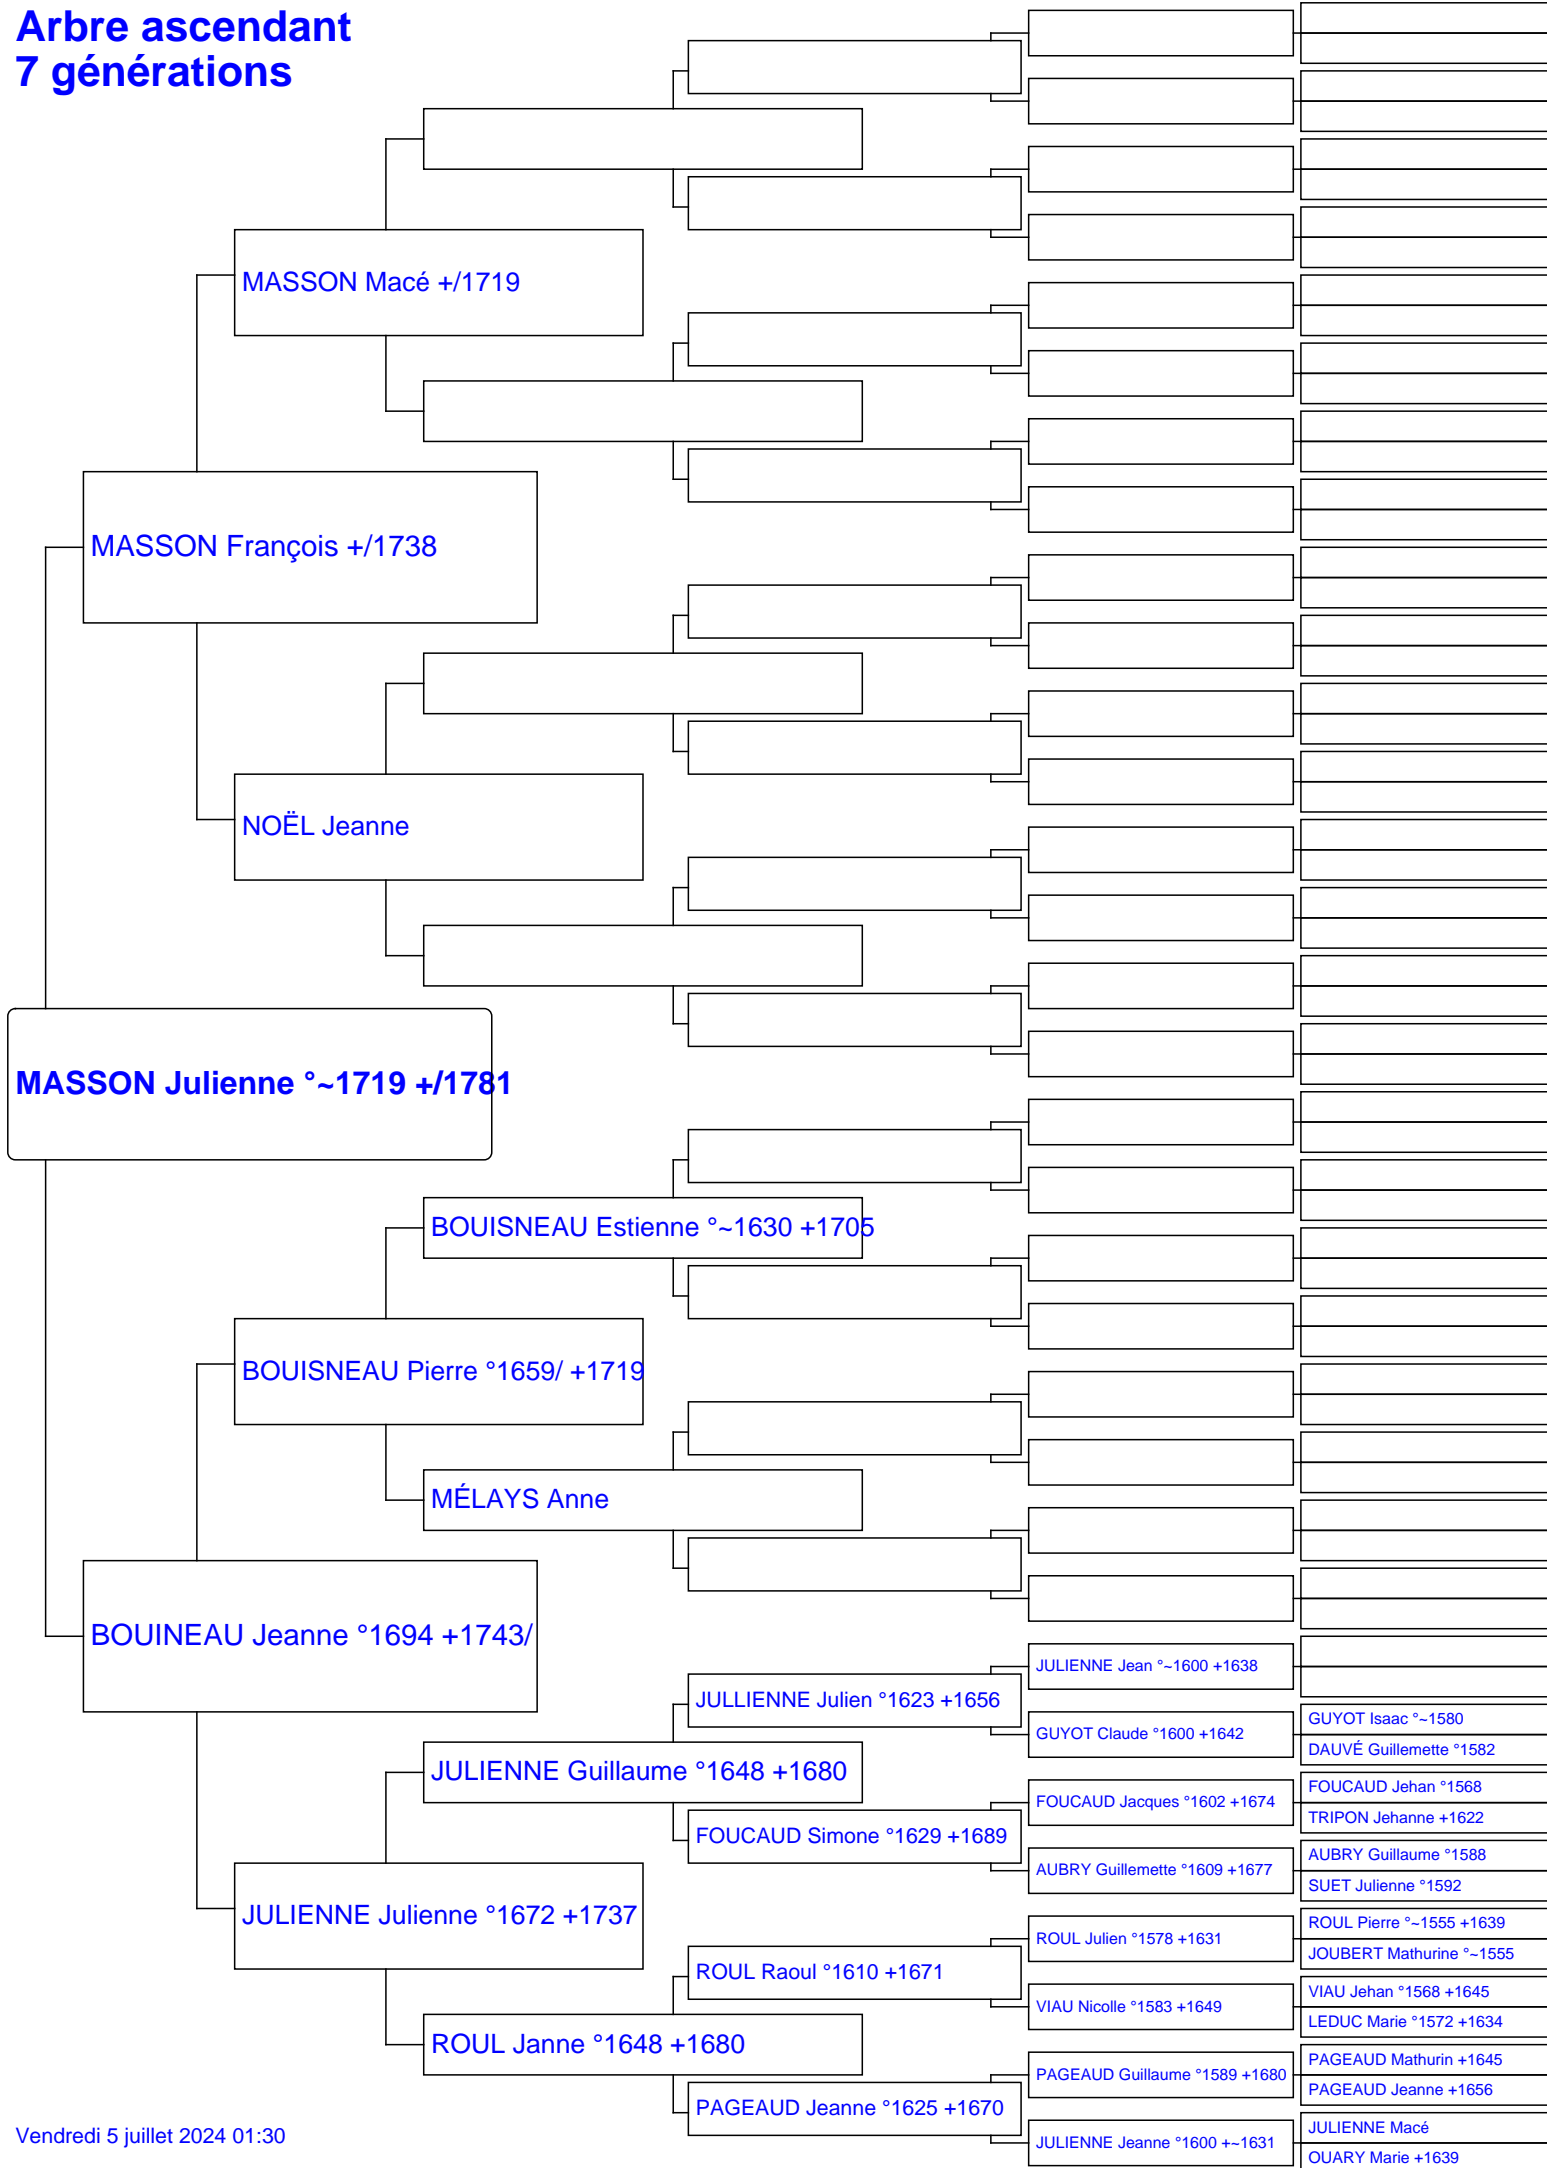 Arbre ascendant
7 générations
MASSON Macé +/1719
MASSON François +/1738
NOËL Jeanne
MASSON Julienne °~1719 +/1781
BOUISNEAU Estienne °~1630 +1705
BOUISNEAU Pierre °1659/ +1719
MÉLAYS Anne
BOUINEAU Jeanne °1694 +1743/
JULIENNE Jean °~1600 +1638
JULLIENNE Julien °1623 +1656
GUYOT Isaac °~1580
GUYOT Claude °1600 +1642
DAUVÉ Guillemette °1582
JULIENNE Guillaume °1648 +1680
FOUCAUD Jehan °1568
FOUCAUD Jacques °1602 +1674
TRIPON Jehanne +1622
FOUCAUD Simone °1629 +1689
AUBRY Guillaume °1588
AUBRY Guillemette °1609 +1677
SUET Julienne °1592
JULIENNE Julienne °1672 +1737
ROUL Pierre °~1555 +1639
ROUL Julien °1578 +1631
JOUBERT Mathurine °~1555
ROUL Raoul °1610 +1671
VIAU Jehan °1568 +1645
VIAU Nicolle °1583 +1649
LEDUC Marie °1572 +1634
ROUL Janne °1648 +1680
PAGEAUD Mathurin +1645
PAGEAUD Guillaume °1589 +1680
PAGEAUD Jeanne +1656
PAGEAUD Jeanne °1625 +1670
JULIENNE Macé
JULIENNE Jeanne °1600 +~1631
OUARY Marie +1639
Vendredi 5 juillet 2024 01:30